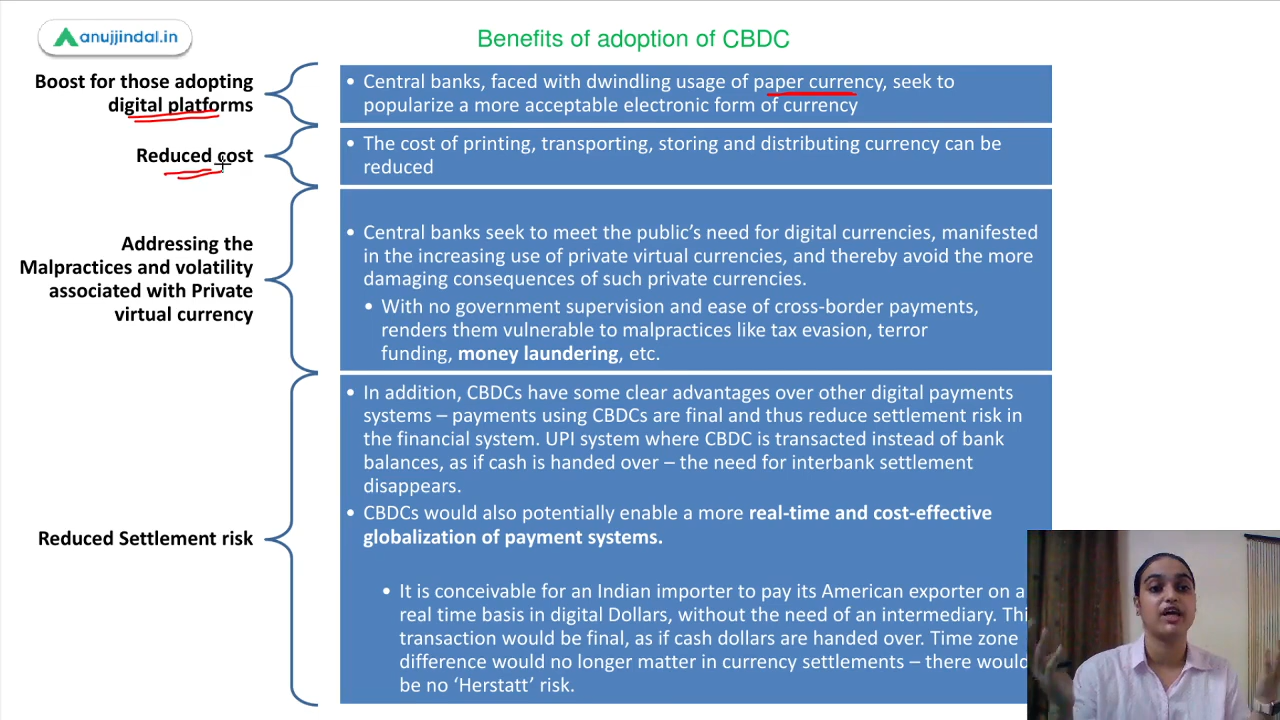 anujjindal.in
Benefits of adoption of CBDC
Boost for those adopting
digital platforms
• Central banks, faced with dwindling usage of paper currency, seek to
popularize a more acceptable electronic form of currency
Reduced cost
• The cost of printing, transporting, storing and distributing currency can be
reduced
Addressing the
Malpractices and volatility
associated with Private
virtual currency
• Central banks seek to meet the public’s need for digital currencies, manifested
in the increasing use of private virtual currencies, and thereby avoid the more
damaging consequences of such private currencies.
• With no government supervision and ease of cross-border payments,
renders them vulnerable to malpractices like tax evasion, terror
funding, money laundering, etc.
Reduced Settlement risk
• In addition, CBDCs have some clear advantages over other digital payments
systems – payments using CBDCs are final and thus reduce settlement risk in
the financial system. UPI system where CBDC is transacted instead of bank
balances, as if cash is handed over – the need for interbank settlement
disappears.
• CBDCs would also potentially enable a more real-time and cost-effective
globalization of payment systems.
• It is conceivable for an Indian importer to pay its American exporter on a
real time basis in digital Dollars, without the need of an intermediary. Thi
transaction would be final, as if cash dollars are handed over. Time zone
difference would no longer matter in currency settlements – there would
be no ‘Herstatt’ risk.